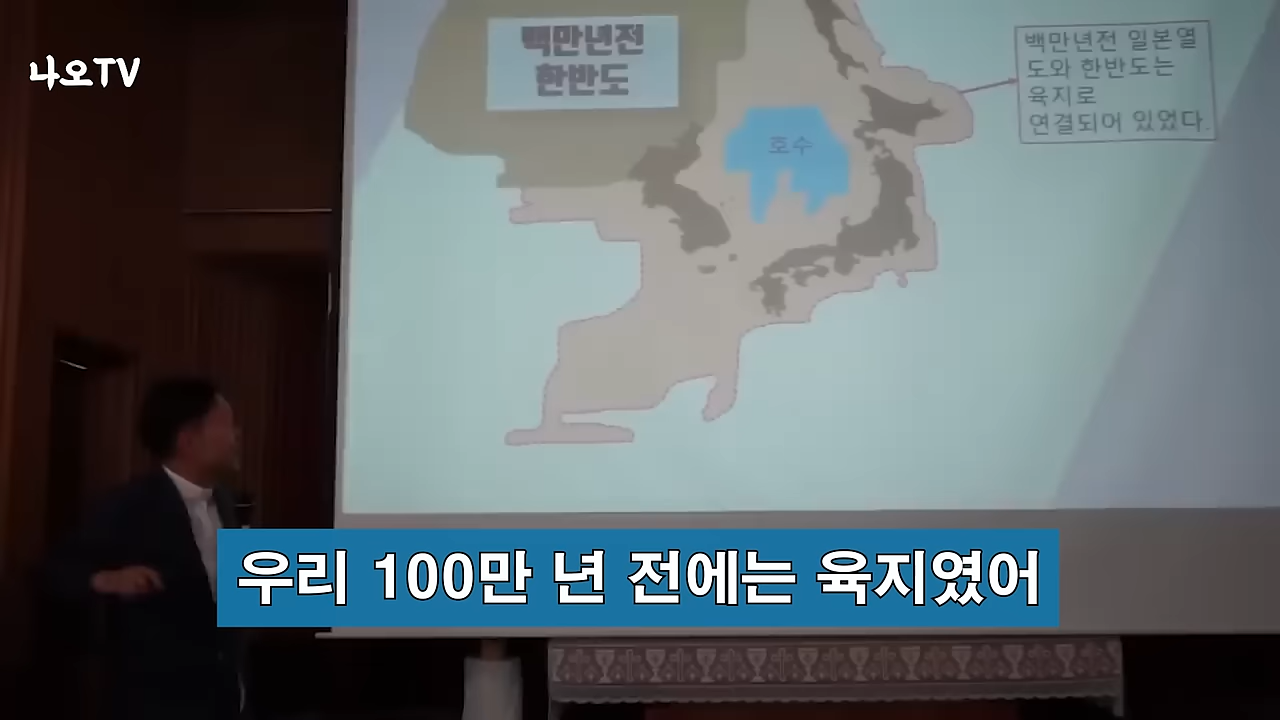 나오TV
백만년전
한반도
백만년전 일본열
도와 한반도는
육지로
연결되어 있었다.
호수
우리 100만 년 전에는 육지였어